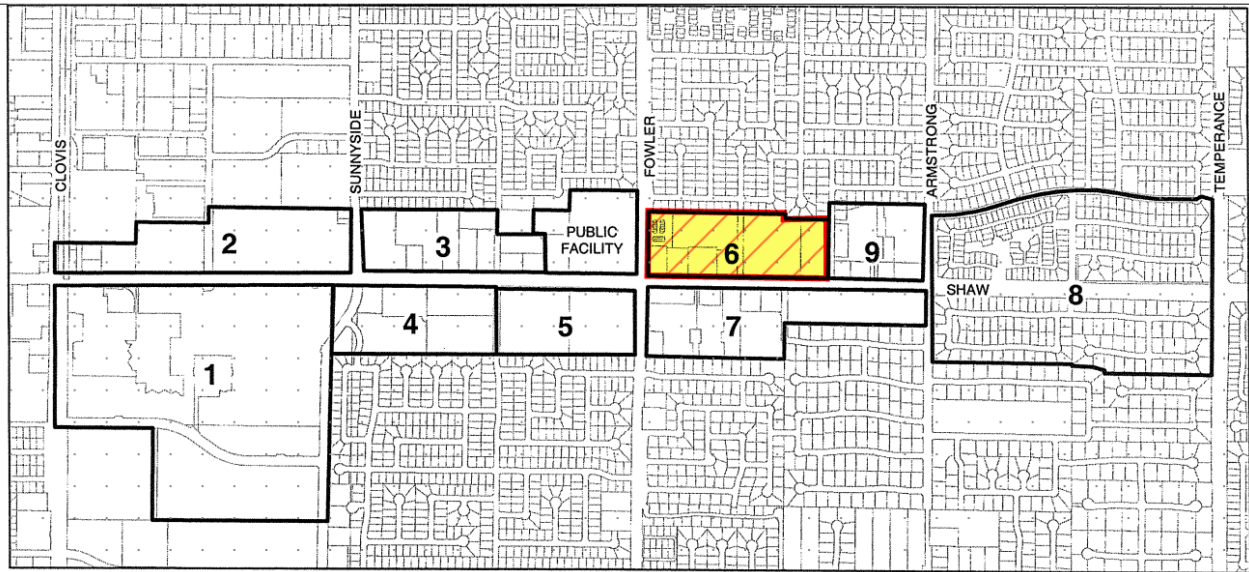 CLOVIS
SUNNYSIDE
FOWLER
ARMSTRONG
TEMPERANCE
2
3
PUBLIC
FACILITY
6
9
SHAW
8
4
5
7
1